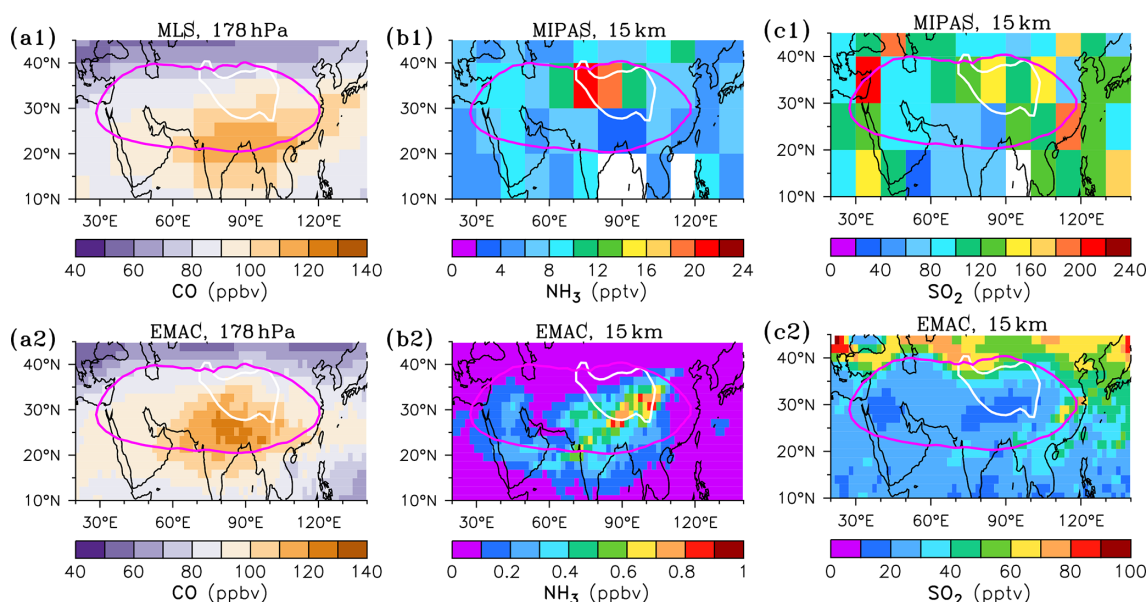 (a1) MLS, 178 hPa
40°N
30°N
20°N
10°N
30°E 60°E 90°E 120°E
40 60 80 100 120 140
CO (ppbv)
(b1) MIPAS, 15 km
40°N
30°N
20°N
10°N
30°E 60°E 90°E 120°E
0 4 8 12 16 20 24
NH₃ (pptv)
(c1) MIPAS, 15 km
40°N
30°N
20°N
10°N
30°E 60°E 90°E 120°E
0 40 80 120 160 200 240
SO₂ (pptv)
(a2) EMAC, 178 hPa
40°N
30°N
20°N
10°N
30°E 60°E 90°E 120°E
40 60 80 100 120 140
CO (ppbv)
(b2) EMAC, 15 km
40°N
30°N
20°N
10°N
30°E 60°E 90°E 120°E
0 0.2 0.4 0.6 0.8 1
NH₃ (ppbv)
(c2) EMAC, 15 km
40°N
30°N
20°N
10°N
30°E 60°E 90°E 120°E
0 20 40 60 80 100
SO₂ (pptv)